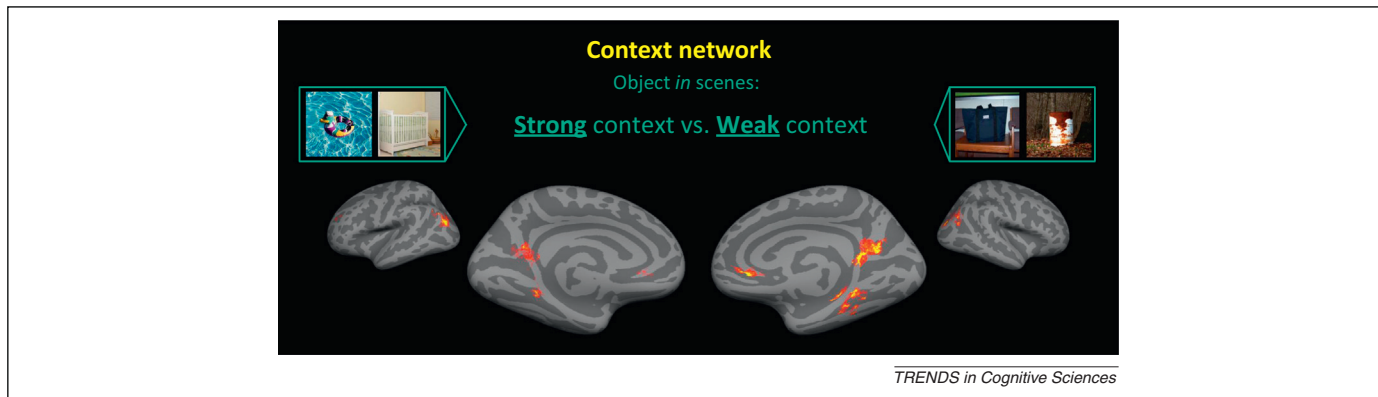 Context network
Object in scenes:
Strong context vs. Weak context
TRENDS in Cognitive Sciences